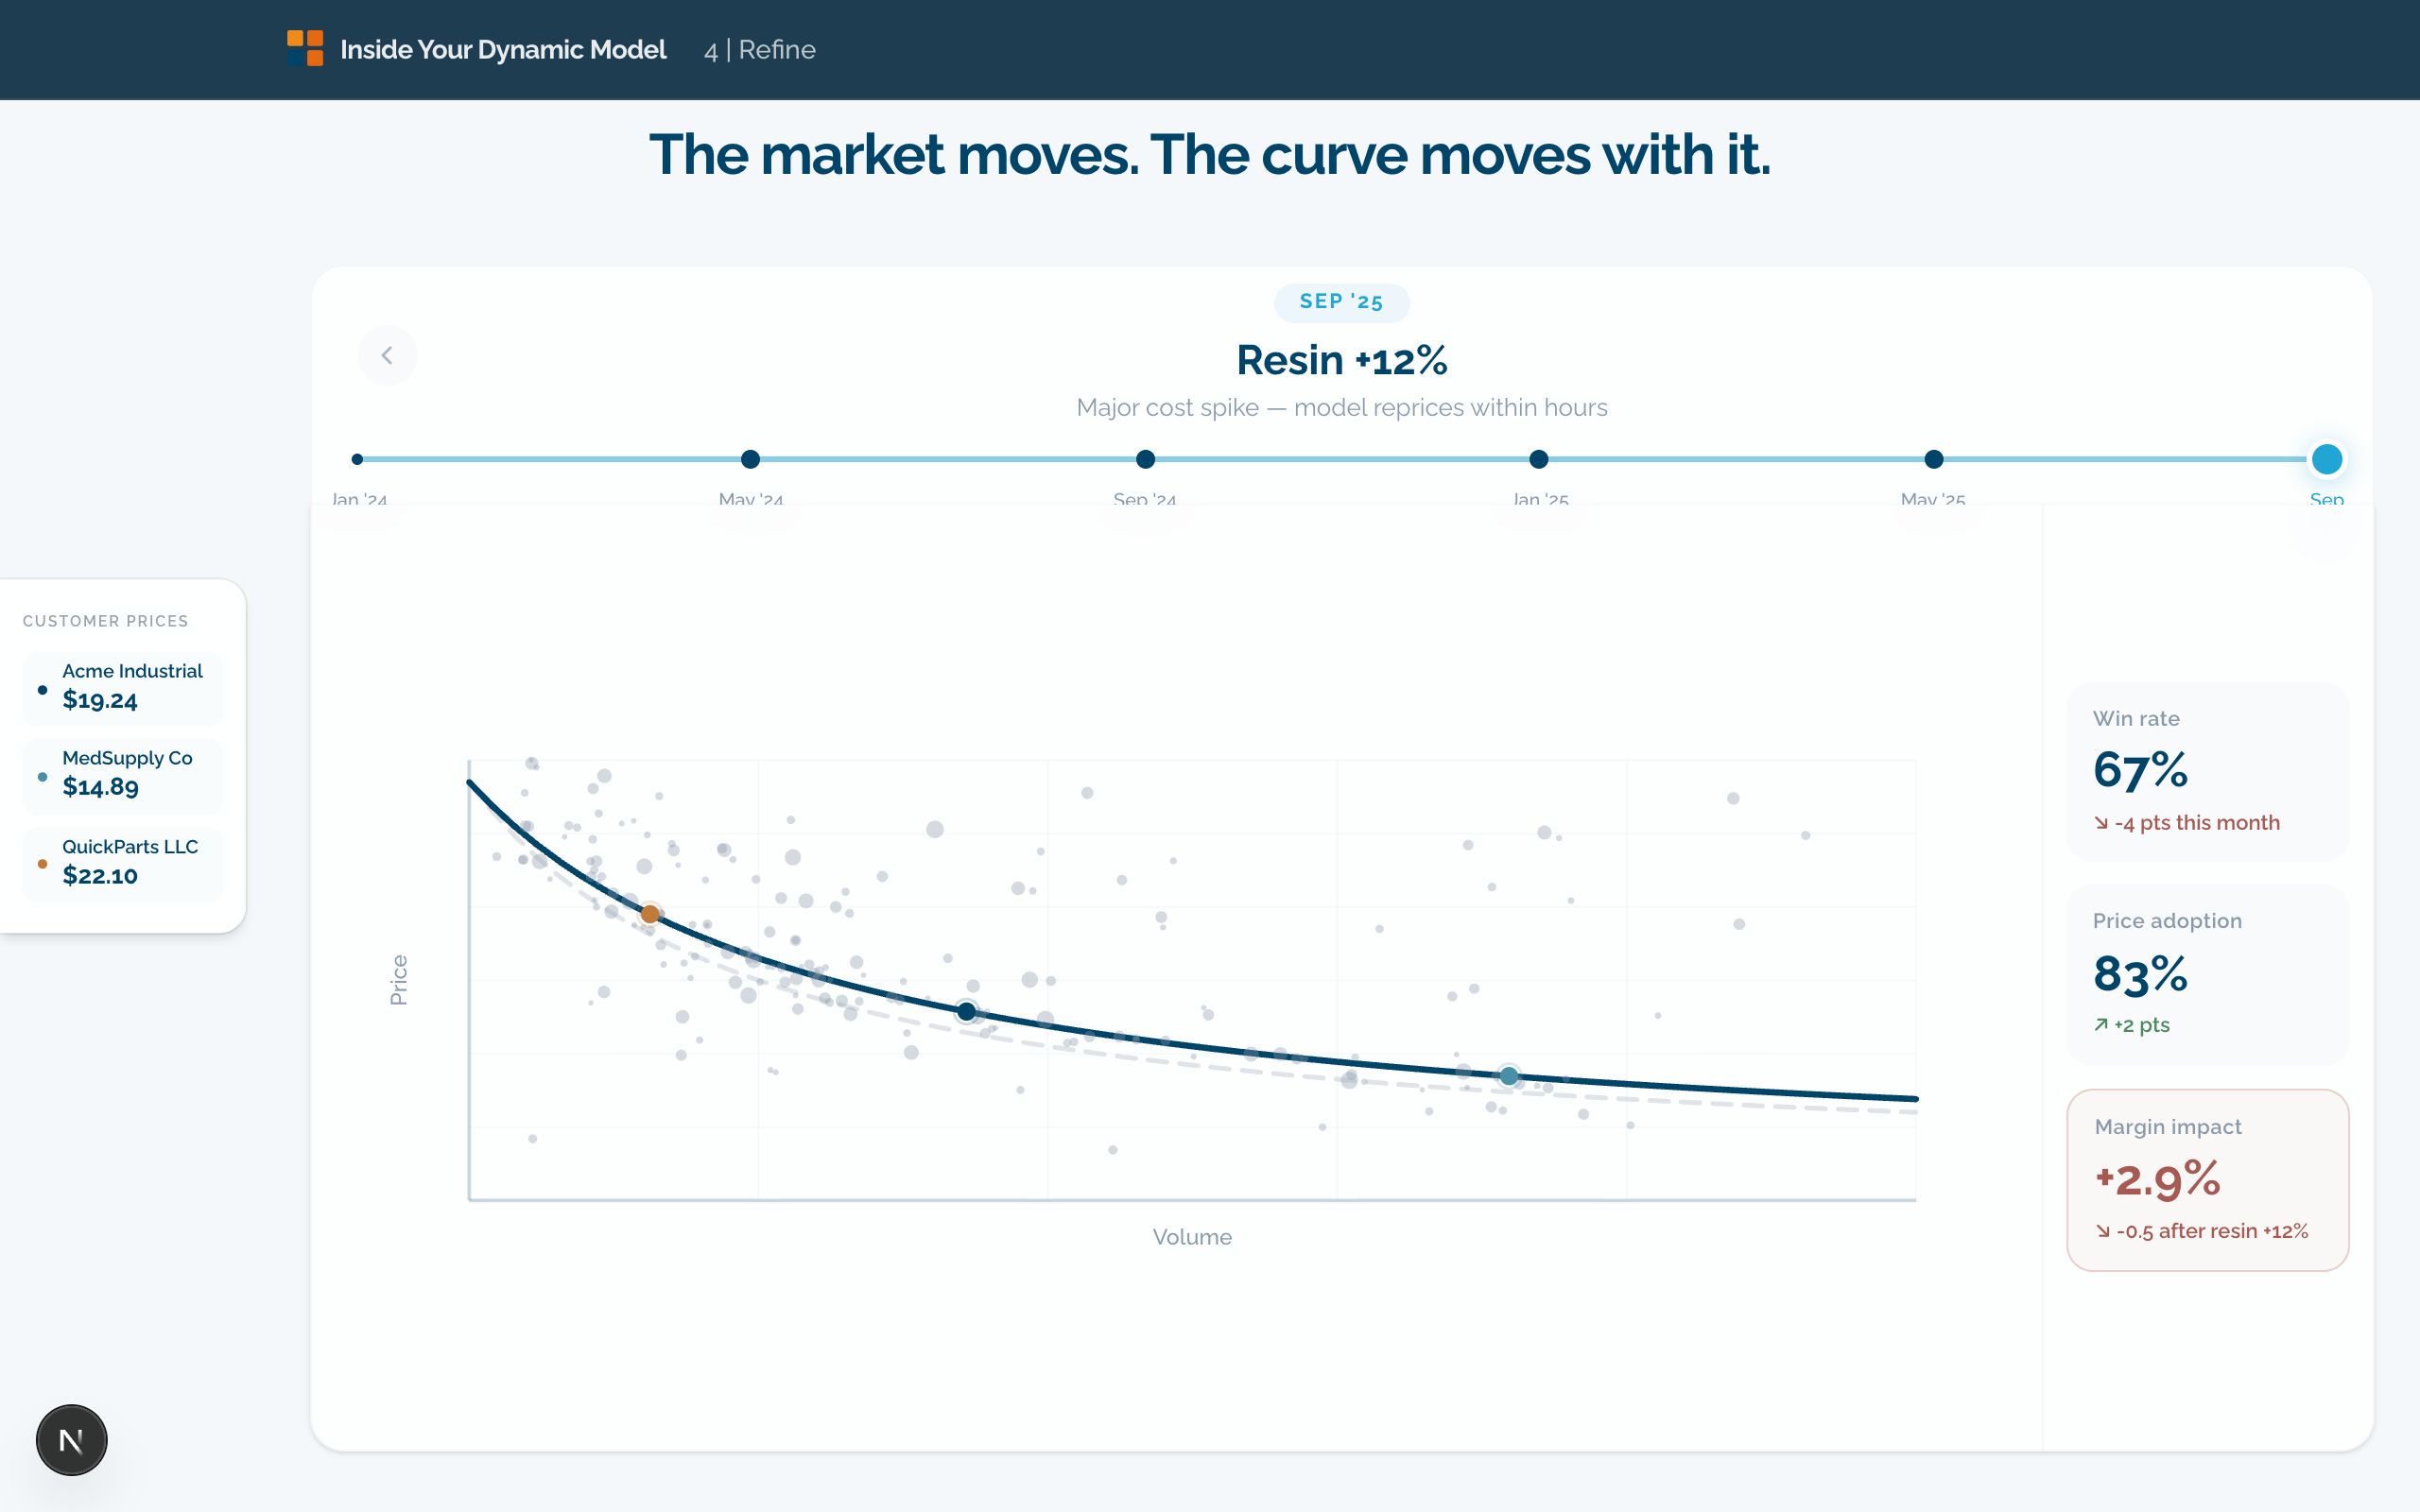 Inside Your Dynamic Model
4 | Refine
The market moves. The curve moves with it.
SEP '25
Resin +12%
Major cost spike — model reprices within hours
Jan '24
May '24
Sep '24
Jan '25
May '25
Sep
CUSTOMER PRICES
Acme Industrial
$19.24
MedSupply Co
$14.89
QuickParts LLC
$22.10
Price
Volume
Win rate
67%
↘ -4 pts this month
Price adoption
83%
↗ +2 pts
Margin impact
+2.9%
↘ -0.5 after resin +12%
N